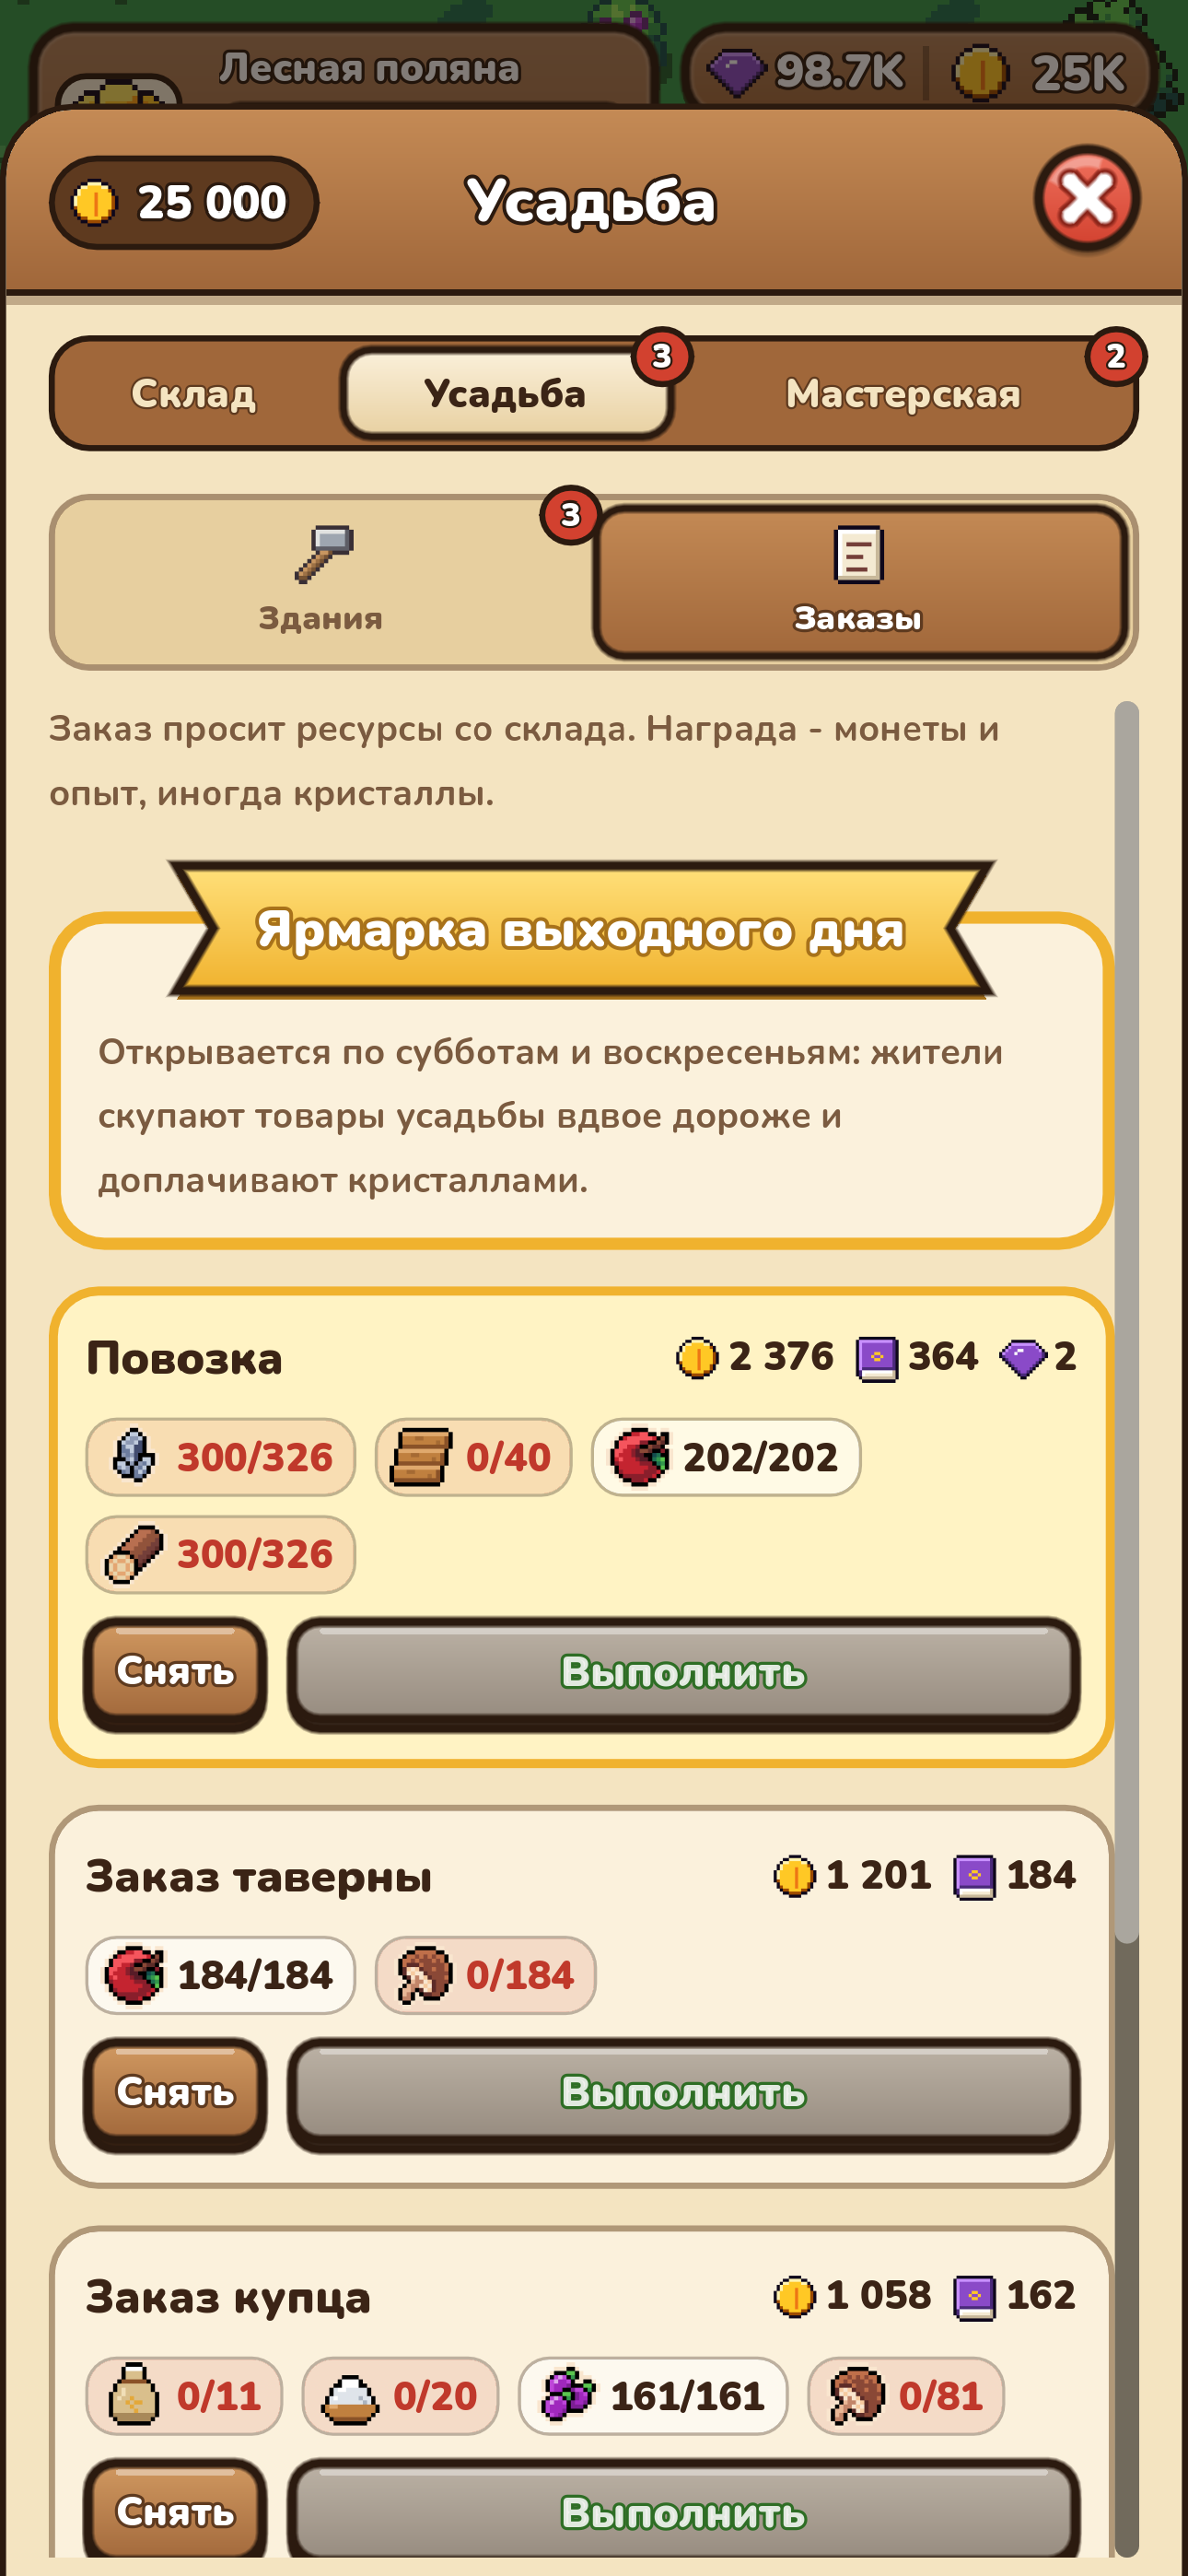 Лесная поляна
98.7K
25K
25 000
Усадьба
Склад
Усадьба
3
Мастерская
2
Здания
3
Заказы
Заказ просит ресурсы со склада. Награда - монеты и
опыт, иногда кристаллы.
Ярмарка выходного дня
Открывается по субботам и воскресеньям: жители
скупают товары усадьбы вдвое дороже и
доплачивают кристаллами.
Повозка
2 376
364
2
300/326
0/40
202/202
300/326
Снять
Выполнить
Заказ таверны
1 201
184
184/184
0/184
Снять
Выполнить
Заказ купца
1 058
162
0/11
0/20
161/161
0/81
Снять
Выполнить